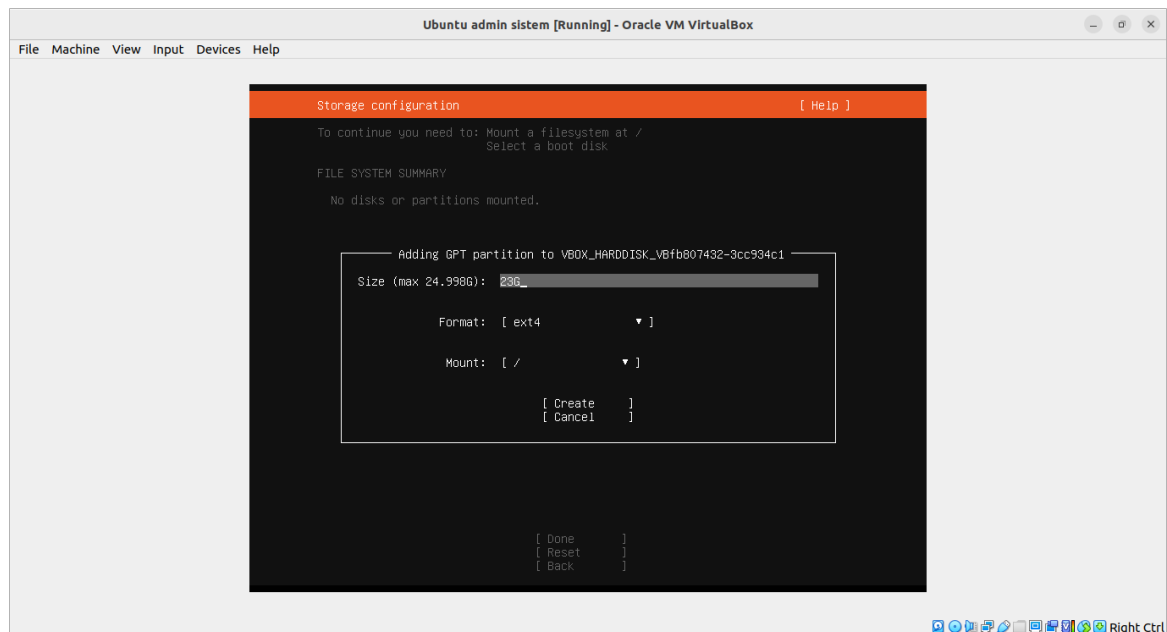 Ubuntu admin sistem [Running] - Oracle VM VirtualBox
File Machine View Input Devices Help
Storage configuration [ Help ]
To continue you need to: Mount a filesystem at /
Select a boot disk
FILE SYSTEM SUMMARY
No disks or partitions mounted.
Adding GPT partition to VBOX_HARDDISK_VBfb807432-3cc934c1
Size (max 24.998G): 23G_
Format: [ ext4 ▾ ]
Mount: [ / ▾ ]
[ Create ]
[ Cancel ]
[ Done ]
[ Reset ]
[ Back ]
Right Ctrl